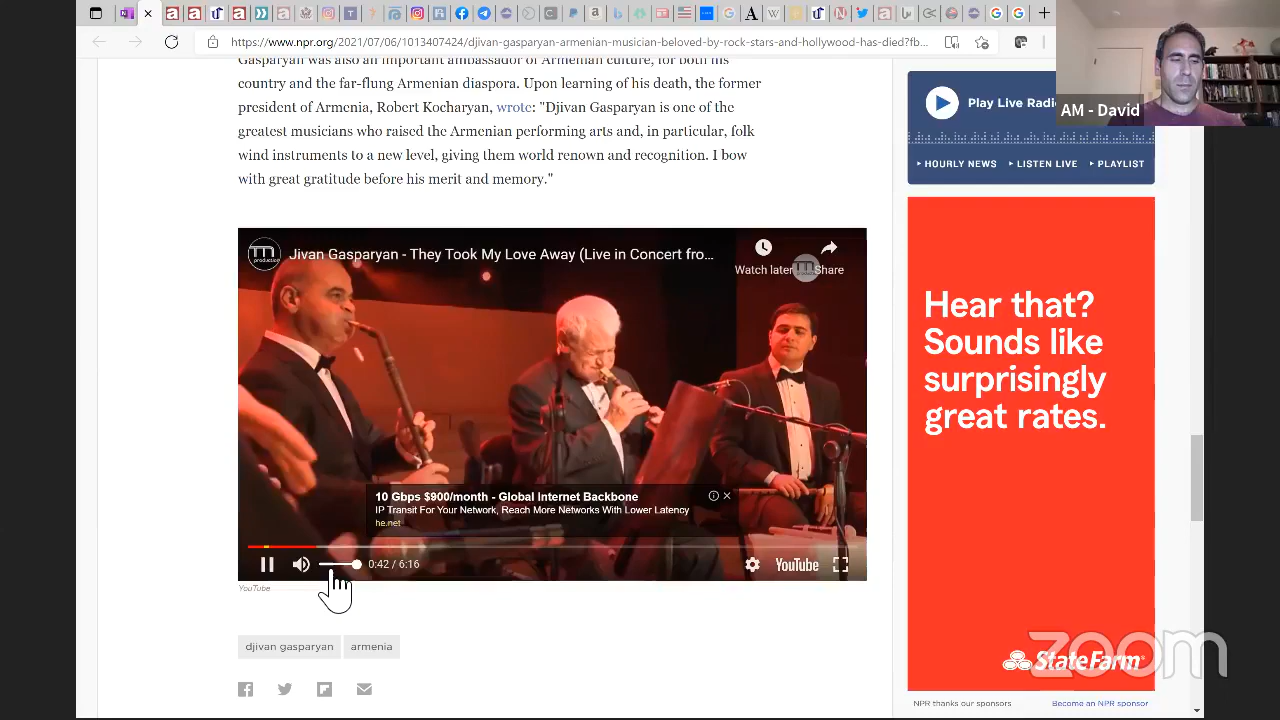 https://www.npr.org/2021/07/06/1013407424/djivan-gasparyan-armenian-musician-beloved-by-rock-stars-and-hollywood-has-died?fb...
AM - David
Gasparyan was also an important ambassador of Armenian culture, for both his
country and the far-flung Armenian diaspora. Upon learning of his death, the former
president of Armenia, Robert Kocharyan, wrote: "Djivan Gasparyan is one of the
greatest musicians who raised the Armenian performing arts and, in particular, folk
wind instruments to a new level, giving them world renown and recognition. I bow
with great gratitude before his merit and memory."
Play Live Radio
HOURLY NEWS
LISTEN LIVE
PLAYLIST
production
Jivan Gasparyan - They Took My Love Away (Live in Concert fro...
Watch later
Share
10 Gbps $900/month - Global Internet Backbone
IP Transit For Your Network, Reach More Networks With Lower Latency
he.net
0:42 / 6:16
YouTube
YouTube
Hear that?
Sounds like
surprisingly
great rates.
StateFarm
zoom
NPR thanks our sponsors
Become an NPR sponsor
djivan gasparyan
armenia